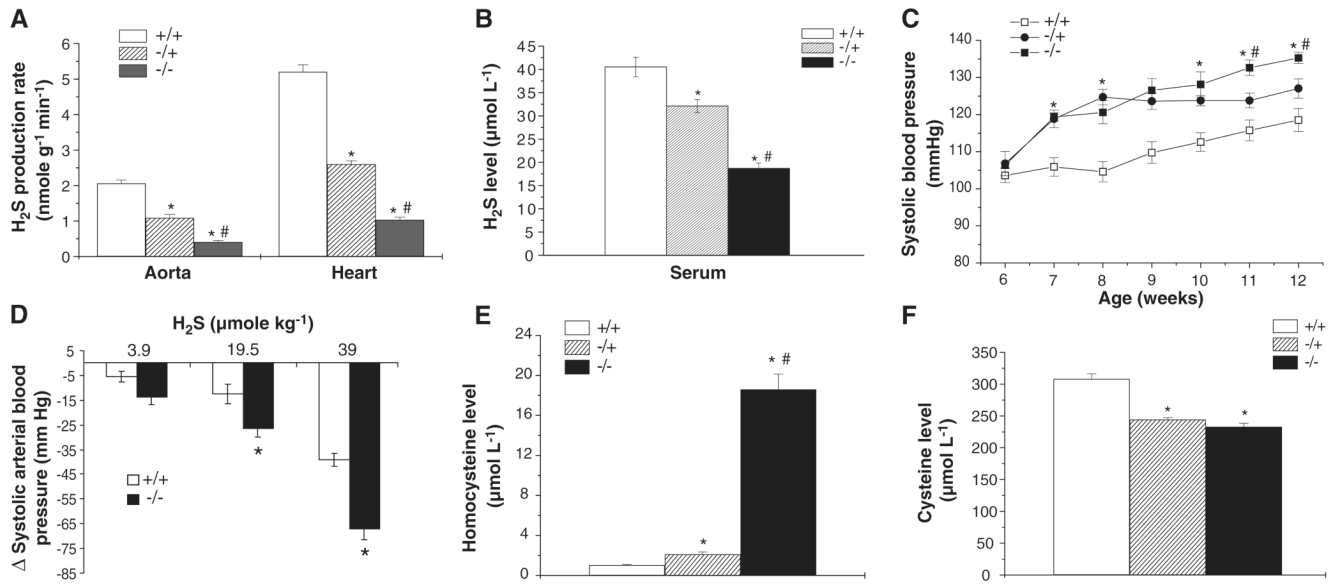 A
+/+
-/+
-/-
H₂S production rate
(nmole g⁻¹ min⁻¹)
6
5
4
3
2
1
0
* * #
* * #
Aorta Heart
B
+/+
-/+
-/-
H₂S level (µmol L⁻¹)
45
40
35
30
25
20
15
10
5
0
*
* #
Serum
C
+/+
-/+
-/-
Systolic blood pressure
(mmHg)
140
130
120
110
100
90
80
* * * * # * #
6 7 8 9 10 11 12
Age (weeks)
D
H₂S (µmole kg⁻¹)
3.9 19.5 39
Δ Systolic arterial blood
pressure (mm Hg)
5
-5
-15
-25
-35
-45
-55
-65
-75
-85
+/+
-/-
*
*
E
+/+
-/+
-/-
Homocysteine level
(µmol L⁻¹)
24
20
16
12
8
4
2
0
*
* #
F
+/+
-/+
-/-
Cysteine level
(µmol L⁻¹)
350
300
250
200
150
100
50
0
* *